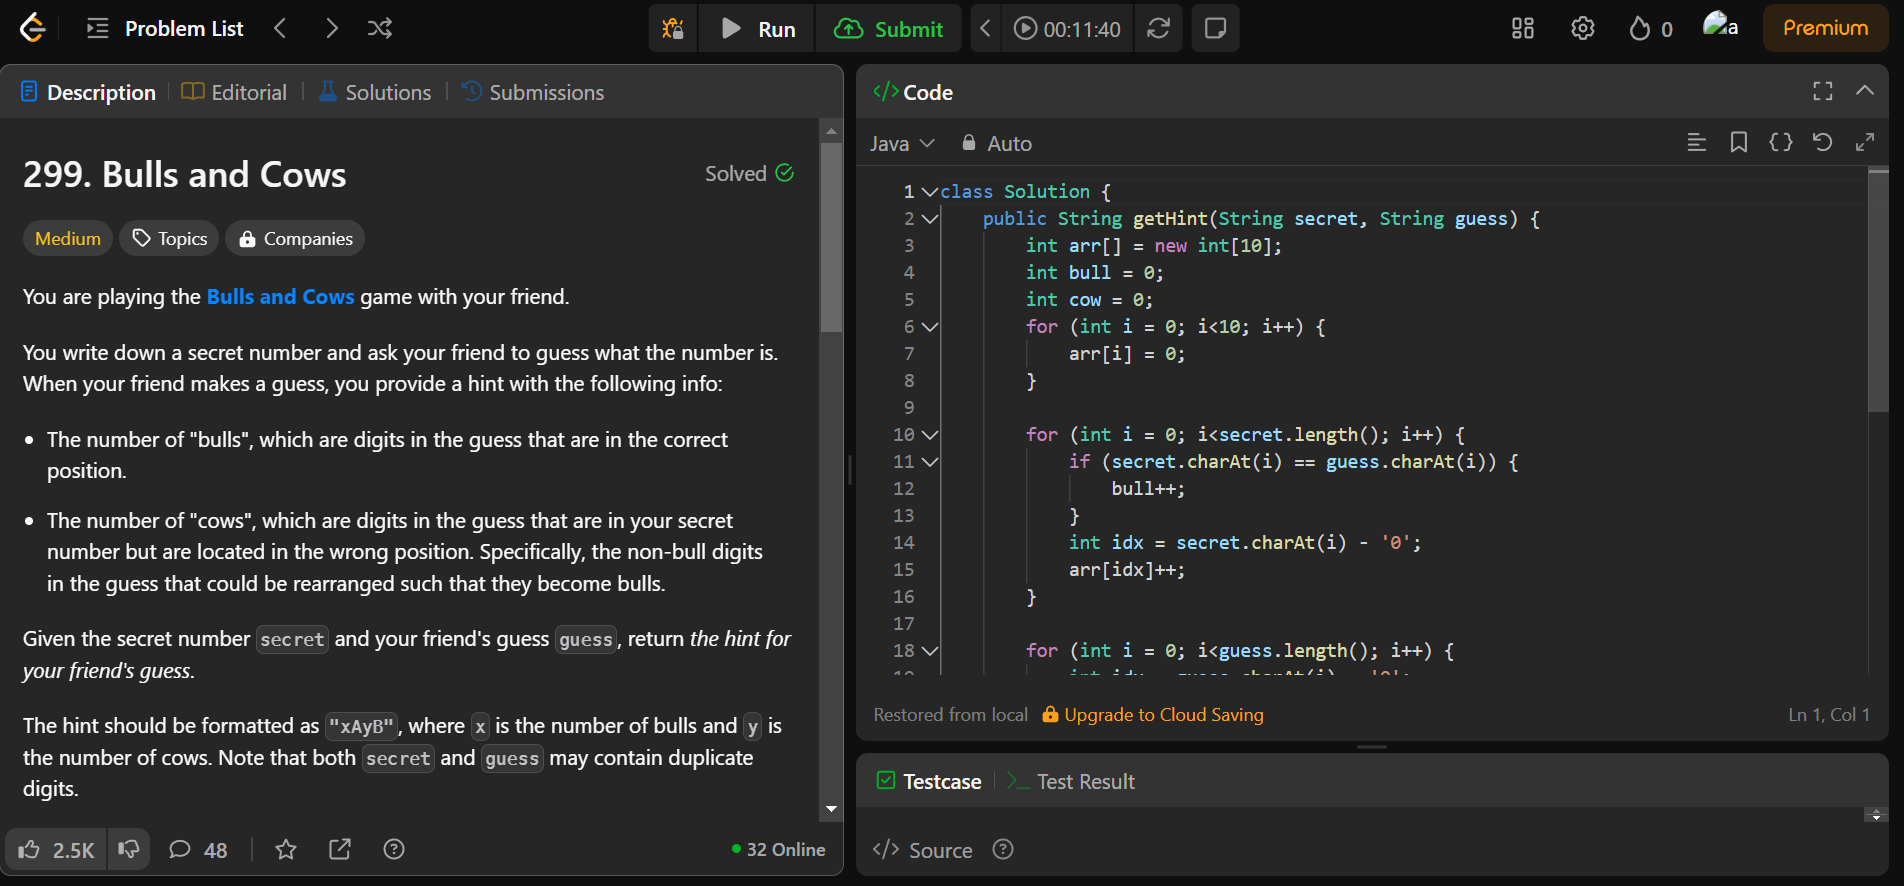 Problem List
Run
Submit
00:11:40
0
a
Premium
Description
Editorial
Solutions
Submissions
299. Bulls and Cows
Solved
Medium
Topics
Companies
You are playing the Bulls and Cows game with your friend.
You write down a secret number and ask your friend to guess what the number is.
When your friend makes a guess, you provide a hint with the following info:
• The number of "bulls", which are digits in the guess that are in the correct
position.
• The number of "cows", which are digits in the guess that are in your secret
number but are located in the wrong position. Specifically, the non-bull digits
in the guess that could be rearranged such that they become bulls.
Given the secret number secret and your friend's guess guess, return the hint for
your friend's guess.
The hint should be formatted as "xAyB", where x is the number of bulls and y is
the number of cows. Note that both secret and guess may contain duplicate
digits.
2.5K
48
32 Online
</> Code
Java
Auto
1 class Solution {
2 public String getHint(String secret, String guess) {
3 int arr[] = new int[10];
4 int bull = 0;
5 int cow = 0;
6 for (int i = 0; i<10; i++) {
7 arr[i] = 0;
8 }
9
10 for (int i = 0; i<secret.length(); i++) {
11 if (secret.charAt(i) == guess.charAt(i)) {
12 bull++;
13 }
14 int idx = secret.charAt(i) - '0';
15 arr[idx]++;
16 }
17
18 for (int i = 0; i<guess.length(); i++) {
Restored from local
Upgrade to Cloud Saving
Ln 1, Col 1
Testcase
Test Result
</> Source